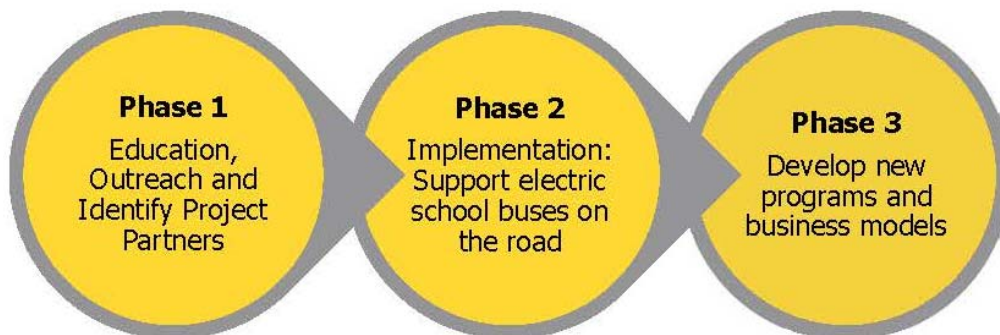 Phase 1
Education,
Outreach and
Identify Project
Partners
Phase 2
Implementation:
Support electric
school buses on
the road
Phase 3
Develop new
programs and
business models